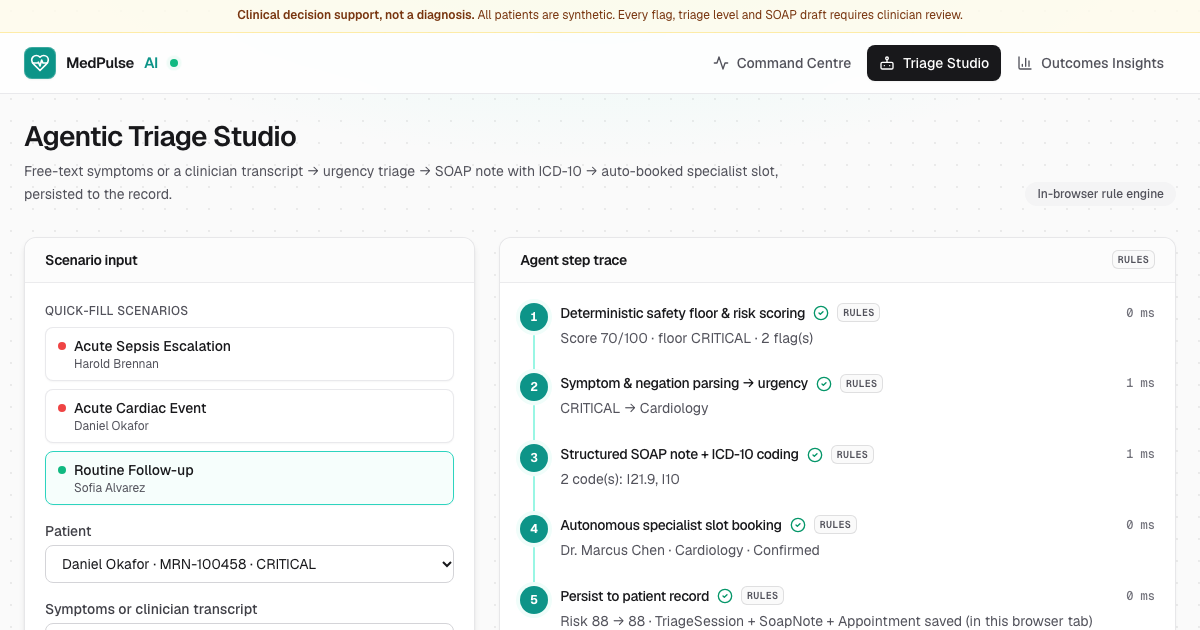 Clinical decision support, not a diagnosis. All patients are synthetic. Every flag, triage level and SOAP draft requires clinician review.
MedPulse AI
Command Centre
Triage Studio
Outcomes Insights
Agentic Triage Studio
Free-text symptoms or a clinician transcript → urgency triage → SOAP note with ICD-10 → auto-booked specialist slot,
persisted to the record.
In-browser rule engine
Scenario input
QUICK-FILL SCENARIOS
Acute Sepsis Escalation
Harold Brennan
Acute Cardiac Event
Daniel Okafor
Routine Follow-up
Sofia Alvarez
Patient
Daniel Okafor · MRN-100458 · CRITICAL
Symptoms or clinician transcript
Agent step trace
RULES
1 Deterministic safety floor & risk scoring RULES 0 ms
Score 70/100 · floor CRITICAL · 2 flag(s)
2 Symptom & negation parsing → urgency RULES 1 ms
CRITICAL → Cardiology
3 Structured SOAP note + ICD-10 coding RULES 1 ms
2 code(s): I21.9, I10
4 Autonomous specialist slot booking RULES 0 ms
Dr. Marcus Chen · Cardiology · Confirmed
5 Persist to patient record RULES 0 ms
Risk 88 → 88 · TriageSession + SoapNote + Appointment saved (in this browser tab)